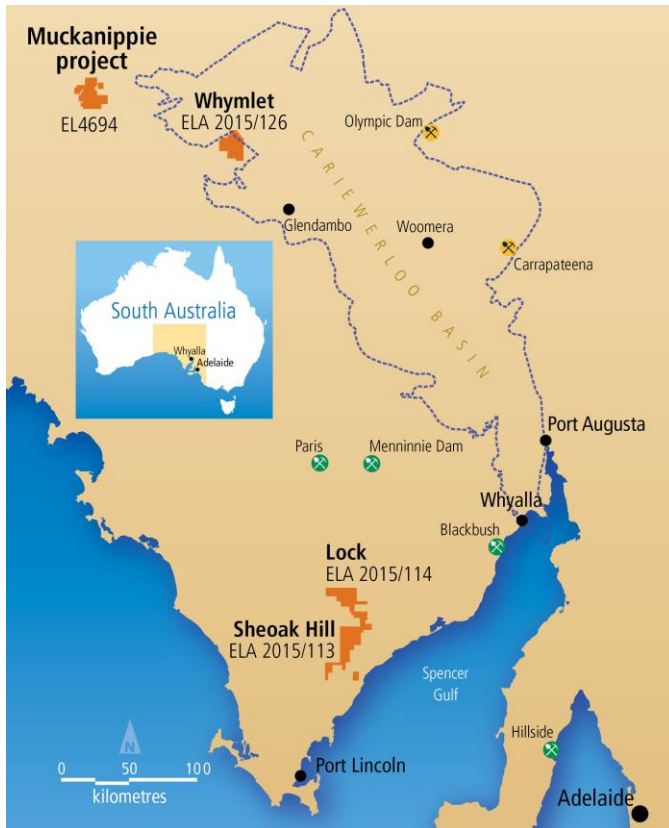 Muckanippie
project
EL4694
Whymlet
ELA 2015/126
Olympic Dam
CARIEWERLOO BASIN
Glendambo
Woomera
Carrapateena
South Australia
Whyalla
Adelaide
Port Augusta
Paris
Menninnie Dam
Whyalla
Blackbush
Lock
ELA 2015/114
Sheoak Hill
ELA 2015/113
Spencer
Gulf
Hillside
N
0 50 100
kilometres
Port Lincoln
Adelaide